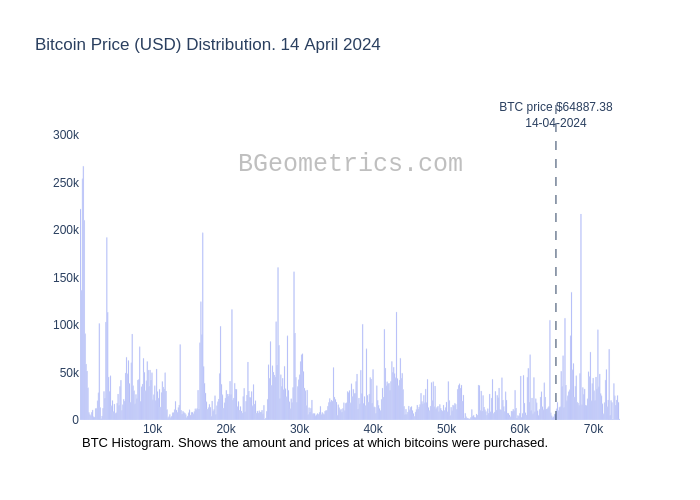 Bitcoin Price (USD) Distribution. 14 April 2024
BTC price $64887.38
14-04-2024
300k
BGeometrics.com
250k
200k
150k
100k
50k
0
10k 20k 30k 40k 50k 60k 70k
BTC Histogram. Shows the amount and prices at which bitcoins were purchased.